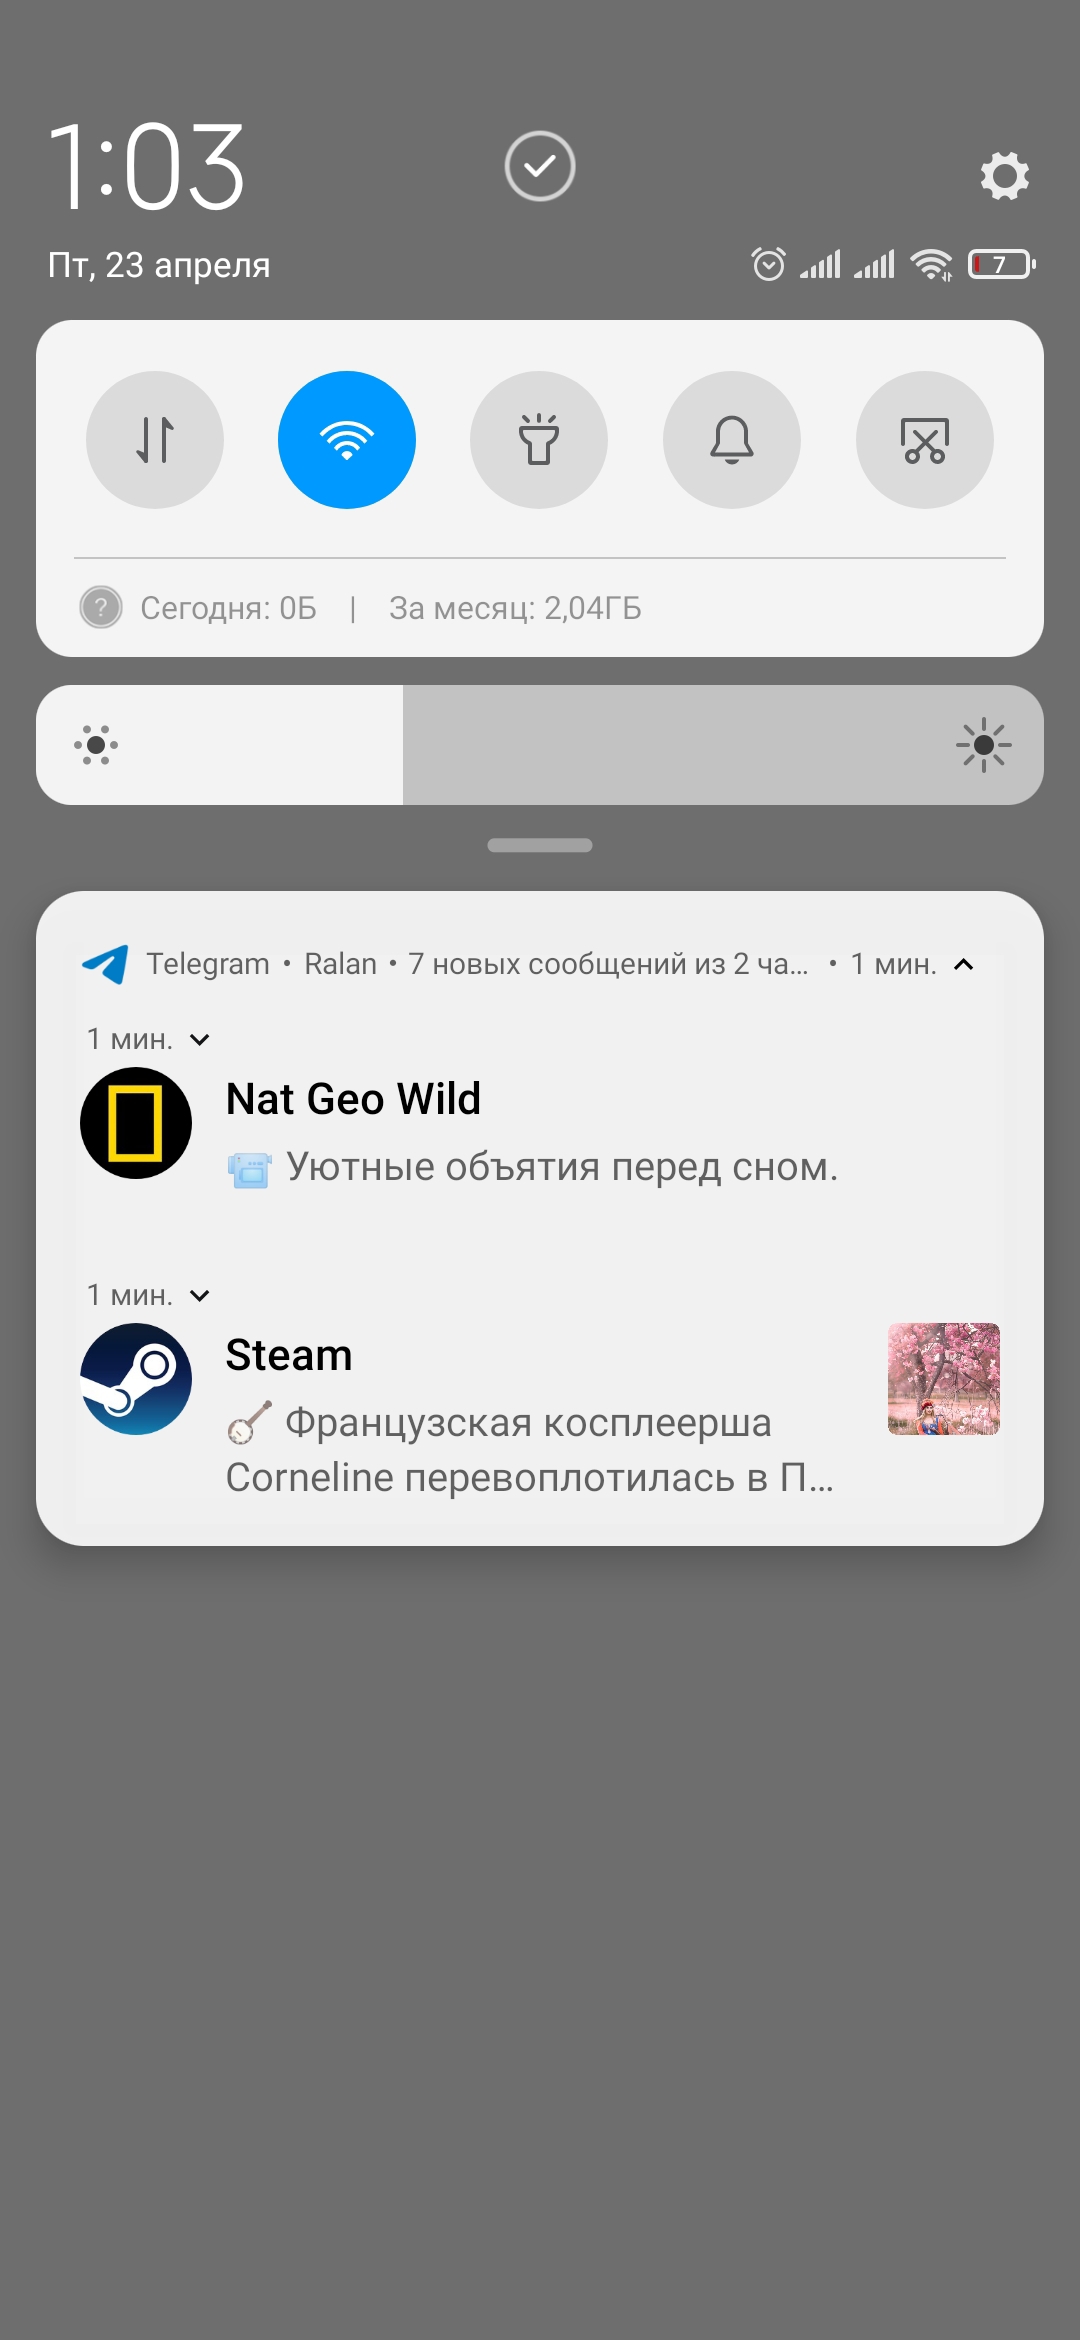 1:03
Пт, 23 апреля
7
? Сегодня: 0Б | За месяц: 2,04ГБ
Telegram • Ralan • 7 новых сообщений из 2 ча... • 1 мин.
1 мин.
Nat Geo Wild
Уютные объятия перед сном.
1 мин.
Steam
Французская косплеерша
Corneline перевоплотилась в П...